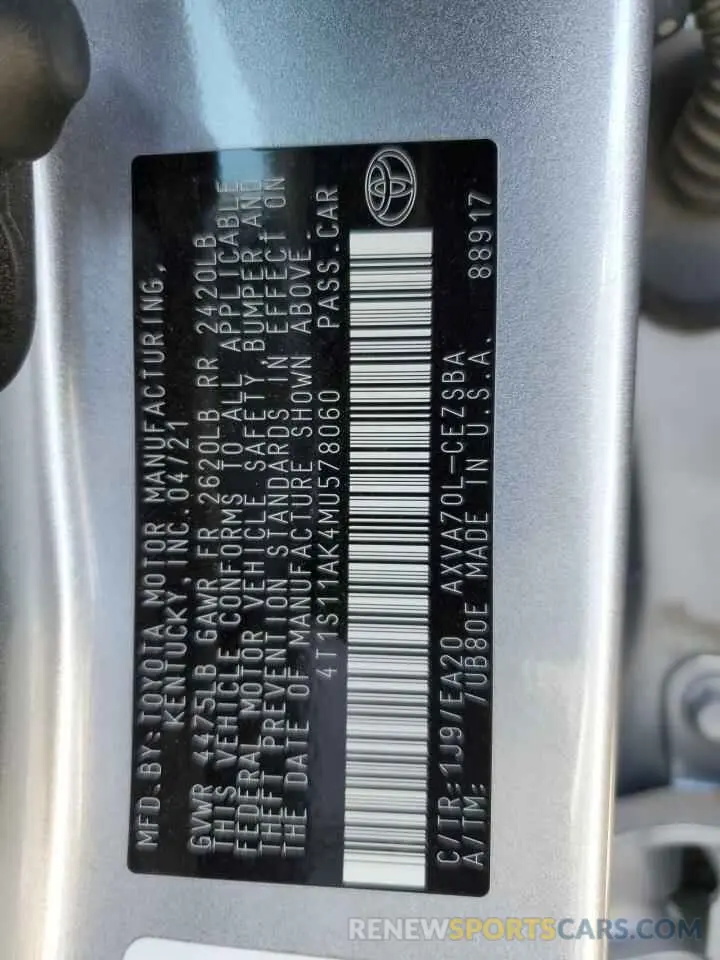 MFD. BY: TOYOTA MOTOR MANUFACTURING,
KENTUCKY, INC. 04/21
GVWR 4475LB GAWR FR 2620LB RR 2420LB
THIS VEHICLE CONFORMS TO ALL APPLICABLE
FEDERAL MOTOR VEHICLE SAFETY, BUMPER AND
THEFT PREVENTION STANDARDS IN EFFECT ON
THE DATE OF MANUFACTURE SHOWN ABOVE.
4T1S11AK4MU578060 PASS.CAR
C/TR:1J9/EA20 AXVA70L-CEZSBA
A/TM: /UB80E MADE IN U.S.A. 88917
RENEWSPORTSCARS.COM